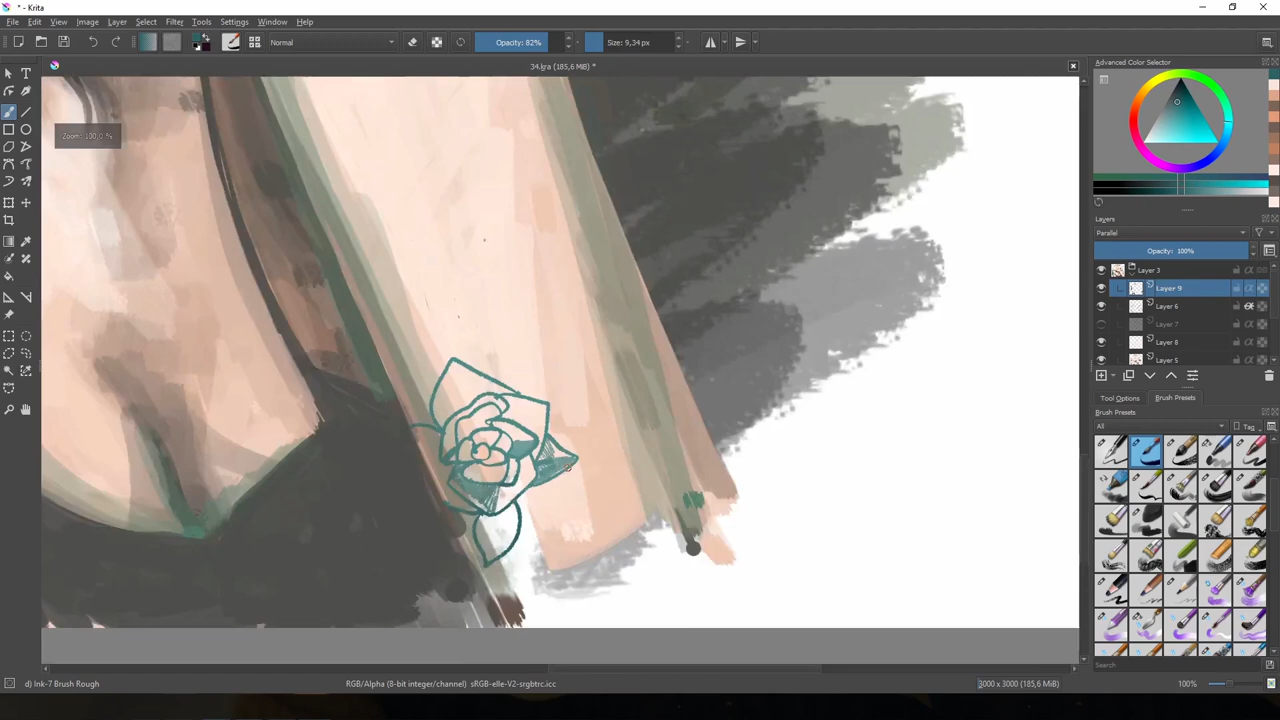 * - Krita
File Edit View Image Layer Select Filter Tools Settings Window Help
Normal Opacity: 82% Size: 9,34 px
34.kra (185,6 MiB) *
Zoom: 100,0 %
Advanced Color Selector
Layers
Parallel
Opacity: 100%
Layer 3
Layer 9
Layer 6
Layer 7
Layer 8
Layer 5
Tool Options Brush Presets
Brush Presets
All Tag
Search
d) Ink-7 Brush Rough RGB/Alpha (8-bit integer/channel) sRGB-elle-V2-srgbtrc.icc 3000 x 3000 (185,6 MiB) 100%